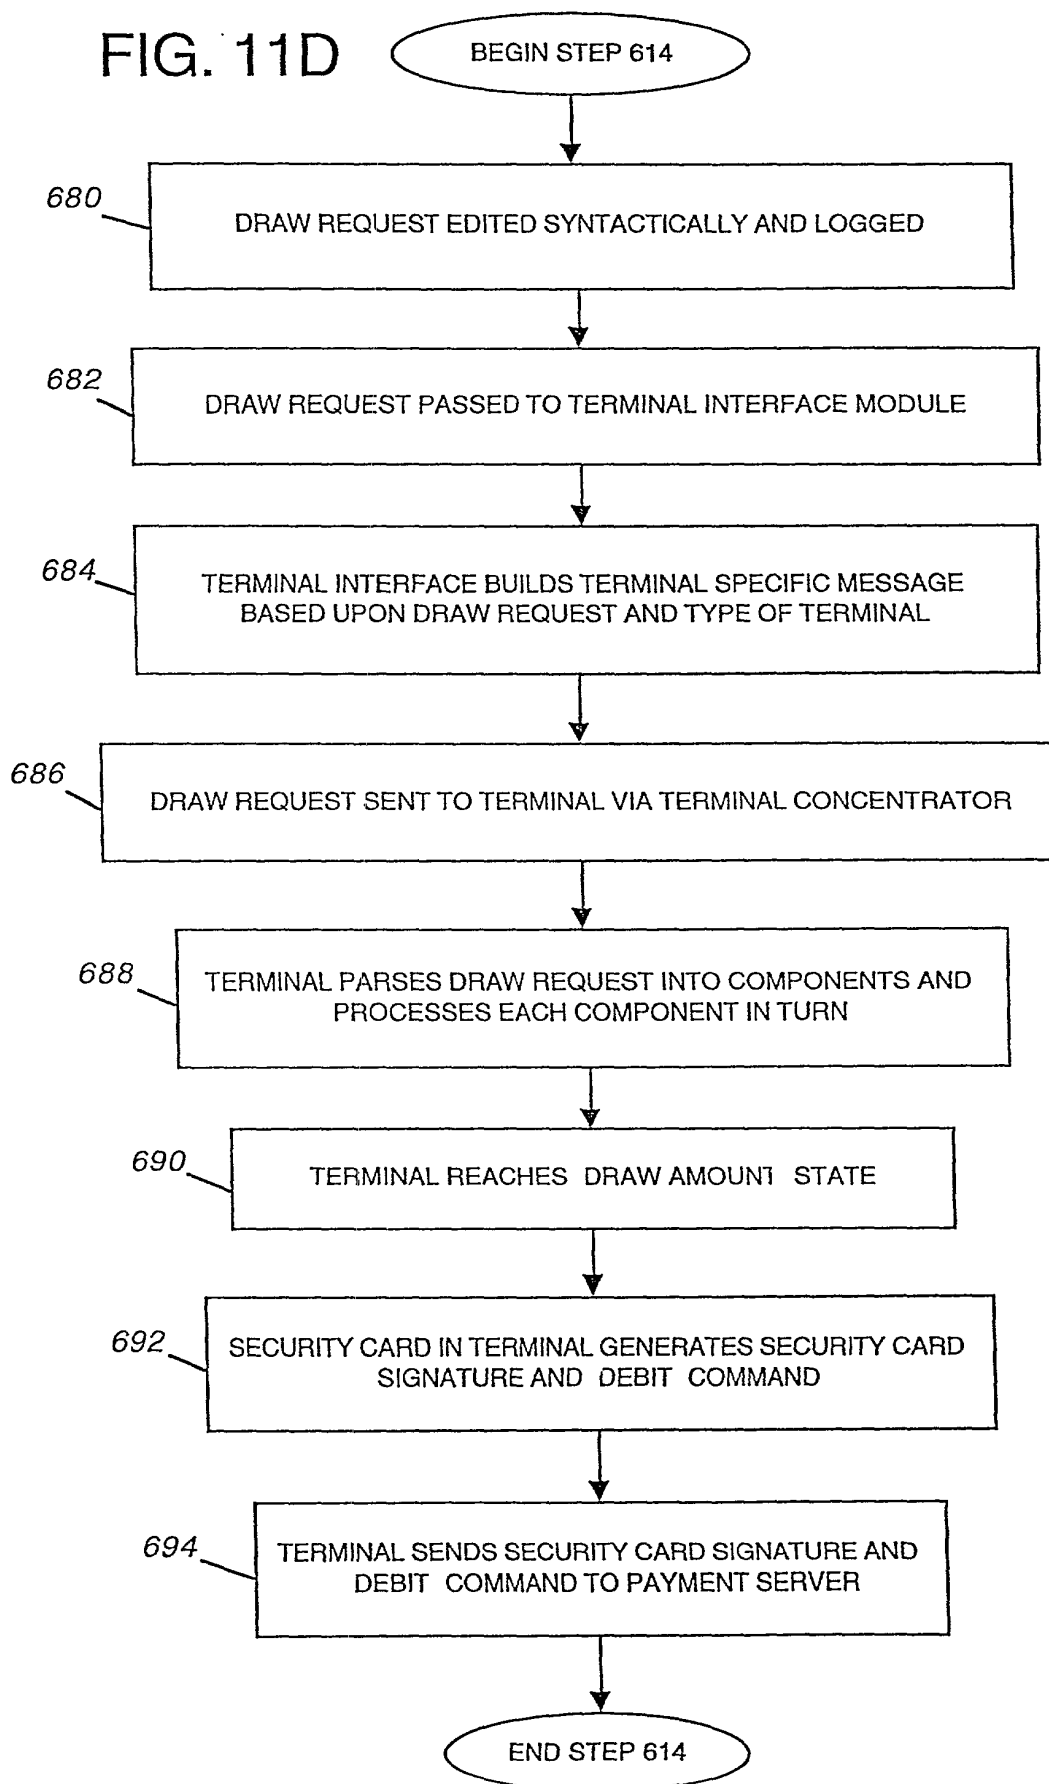 FIG. 11D
BEGIN STEP 614
680
DRAW REQUEST EDITED SYNTACTICALLY AND LOGGED
682
DRAW REQUEST PASSED TO TERMINAL INTERFACE MODULE
684
TERMINAL INTERFACE BUILDS TERMINAL SPECIFIC MESSAGE
BASED UPON DRAW REQUEST AND TYPE OF TERMINAL
686
DRAW REQUEST SENT TO TERMINAL VIA TERMINAL CONCENTRATOR
688
TERMINAL PARSES DRAW REQUEST INTO COMPONENTS AND
PROCESSES EACH COMPONENT IN TURN
690
TERMINAL REACHES DRAW AMOUNT STATE
692
SECURITY CARD IN TERMINAL GENERATES SECURITY CARD
SIGNATURE AND DEBIT COMMAND
694
TERMINAL SENDS SECURITY CARD SIGNATURE AND
DEBIT COMMAND TO PAYMENT SERVER
END STEP 614